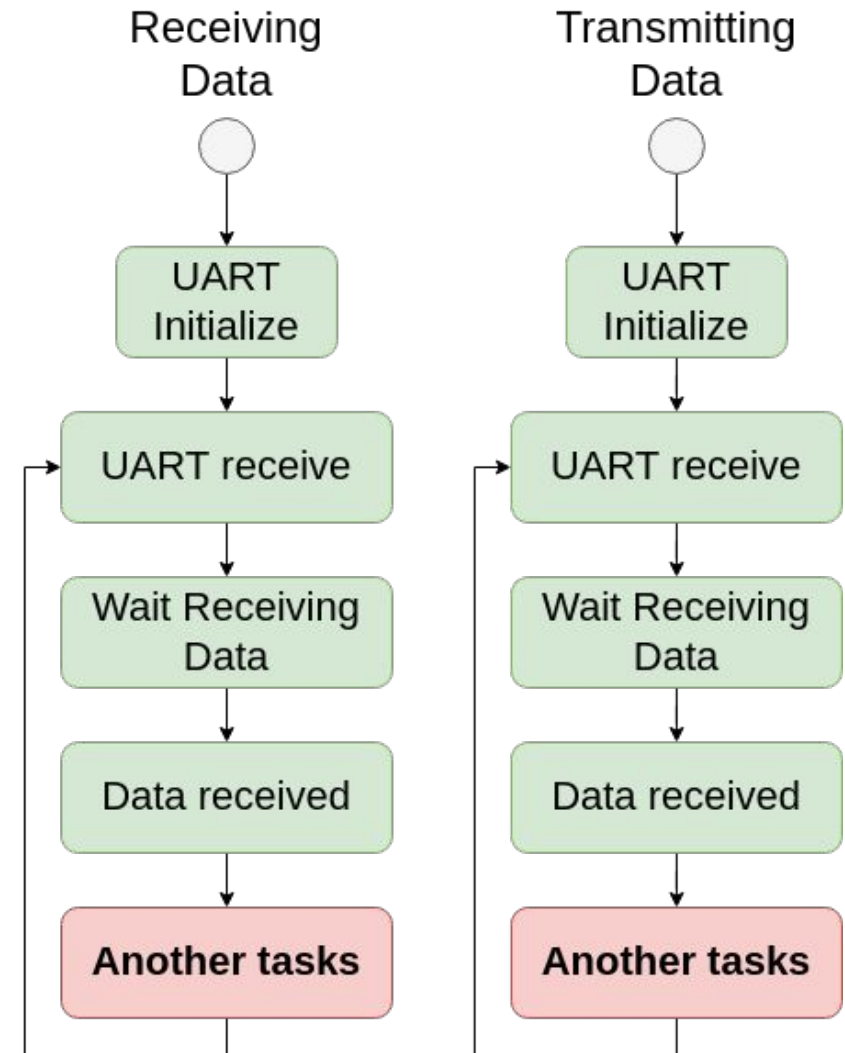 Receiving
Data
UART
Initialize
UART receive
Wait Receiving
Data
Data received
Another tasks
Transmitting
Data
UART
Initialize
UART receive
Wait Receiving
Data
Data received
Another tasks